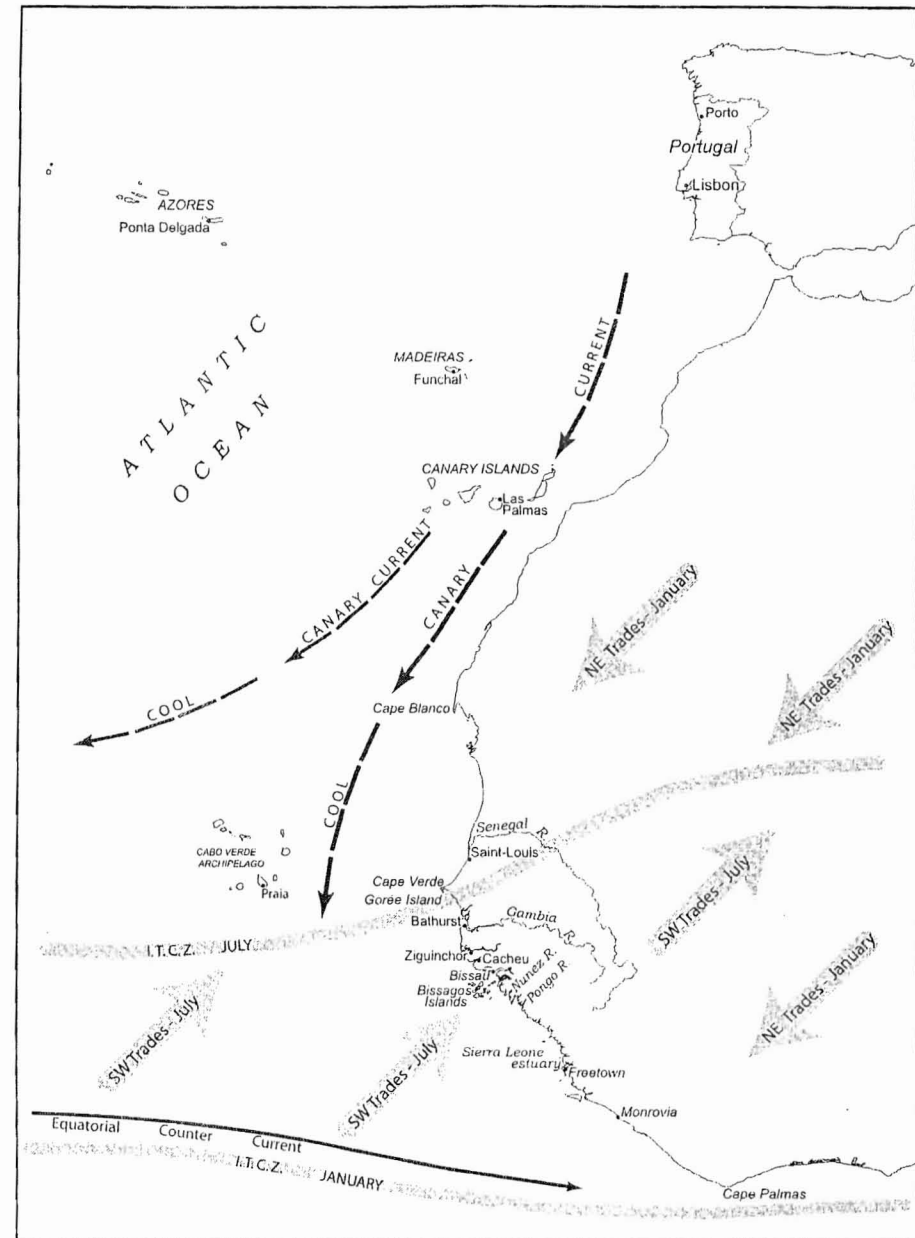 Porto
Portugal
Lisbon
AZORES
Ponta Delgada
ATLANTIC
OCEAN
MADEIRAS
Funchal
CURRENT
CANARY ISLANDS
Las
Palmas
COOL CANARY CURRENT
COOL CANARY
NE Trades - January
NE Trades - January
Cape Blanco
Senegal R.
Saint-Louis
CABO VERDE
ARCHIPELAGO
Praia
Cape Verde
Gorée Island
Bathurst
Gambia R.
SW Trades - July
I.T.C.Z. JULY
Ziguinchor
Cacheu
Bissau
Bissagos
Islands
Nunez R.
Pongo R
NE Trades - January
SW Trades - July
SW Trades - July
Sierra Leone
estuary
Freetown
Monrovia
Equatorial Counter Current
I.T.C.Z. JANUARY
Cape Palmas